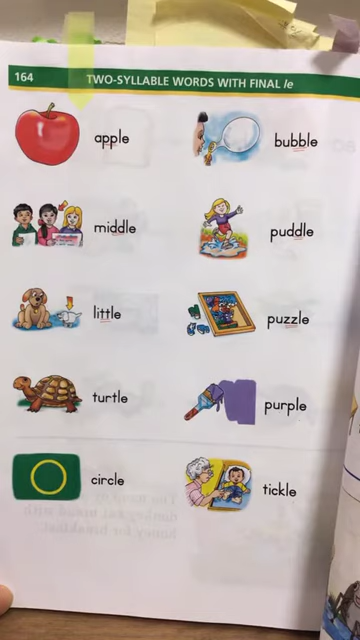 164 TWO-SYLLABLE WORDS WITH FINAL le
apple bubble
middle puddle
little puzzle
turtle purple
circle tickle